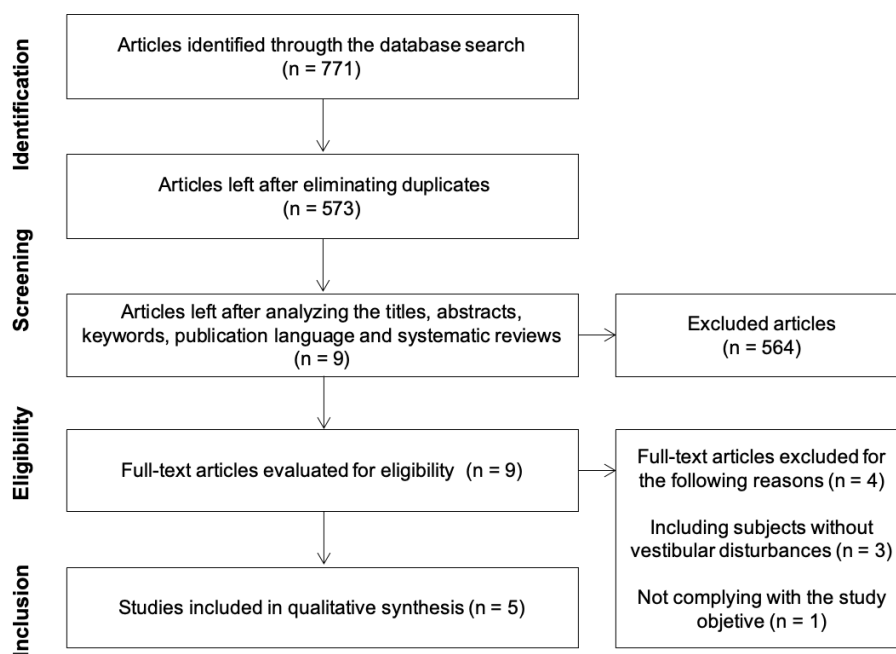 Identification
Articles identified througth the database search
(n = 771)
Articles left after eliminating duplicates
(n = 573)
Screening
Articles left after analyzing the titles, abstracts,
keywords, publication language and systematic reviews
(n = 9)
Excluded articles
(n = 564)
Eligibility
Full-text articles evaluated for eligibility (n = 9)
Full-text articles excluded for
the following reasons (n = 4)
Including subjects without
vestibular disturbances (n = 3)
Not complying with the study
objetive (n = 1)
Inclusion
Studies included in qualitative synthesis (n = 5)